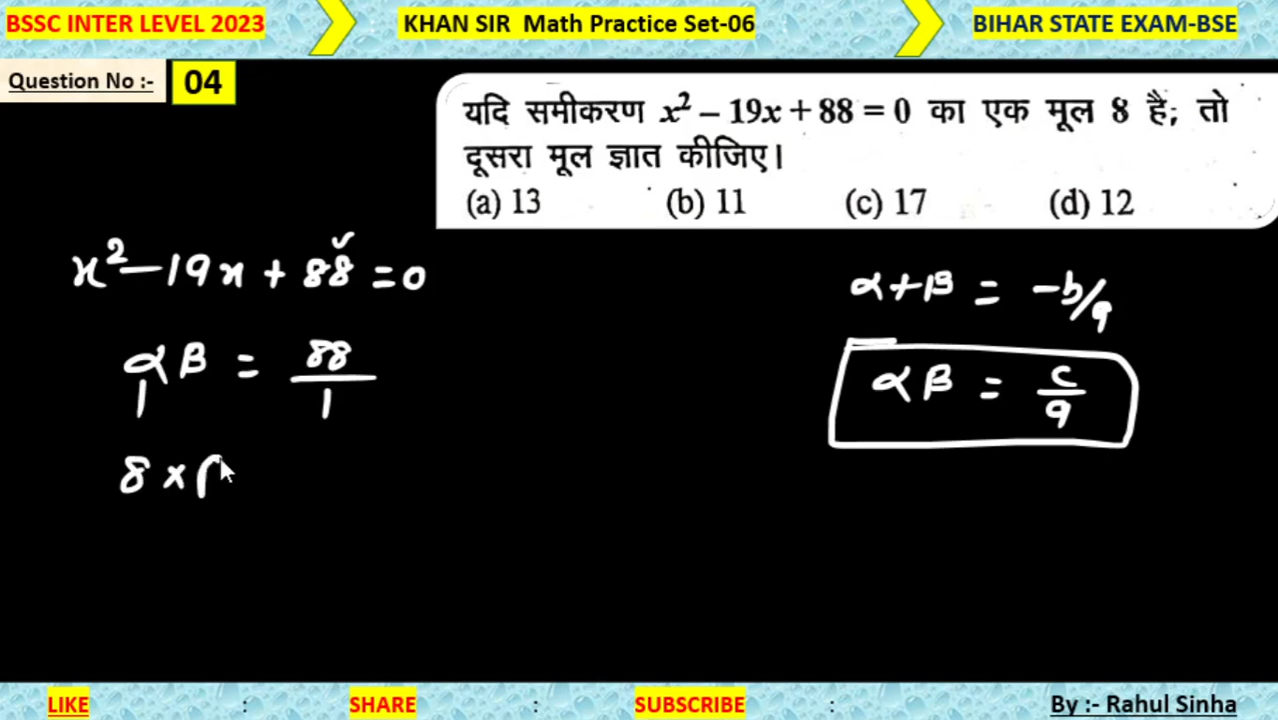 BSSC INTER LEVEL 2023
KHAN SIR Math Practice Set-06
BIHAR STATE EXAM-BSE
Question No :- 04
यदि समीकरण x² – 19x + 88 = 0 का एक मूल 8 है; तो
दूसरा मूल ज्ञात कीजिए।
(a) 13 (b) 11 (c) 17 (d) 12
x² – 19x + 88 = 0
α + β = -b/a
αβ = 88/1
αβ = c/a
8 ×
LIKE : SHARE : SUBSCRIBE : By :- Rahul Sinha